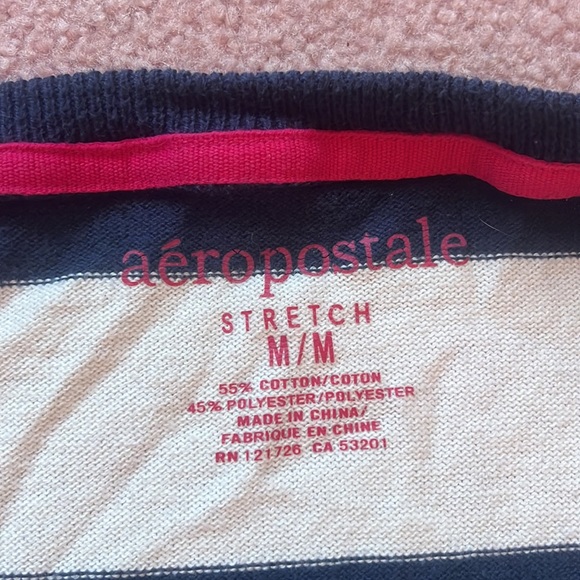 aéropostale
STRETCH
M/M
55% COTTON/COTON
45% POLYESTER/POLYESTER
MADE IN CHINA/
FABRIQUE EN CHINE
RN 121726 CA 53201